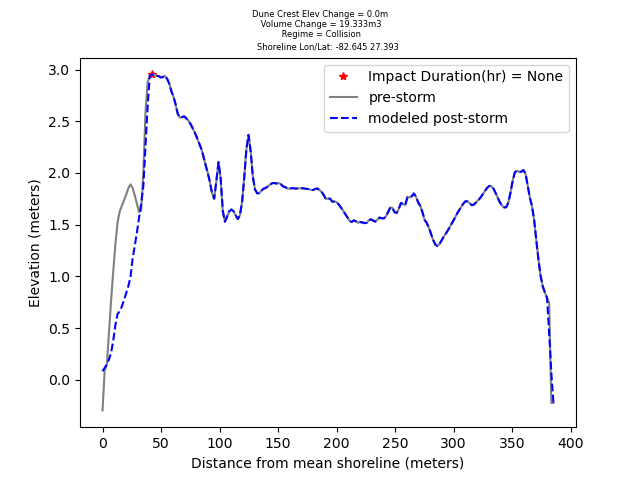 Dune Crest Elev Change = 0.0m
Volume Change = 19.333m3
Regime = Collision
Shoreline Lon/Lat: -82.645 27.393
Impact Duration(hr) = None
pre-storm
modeled post-storm
Elevation (meters)
3.0
2.5
2.0
1.5
1.0
0.5
0.0
0 50 100 150 200 250 300 350 400
Distance from mean shoreline (meters)